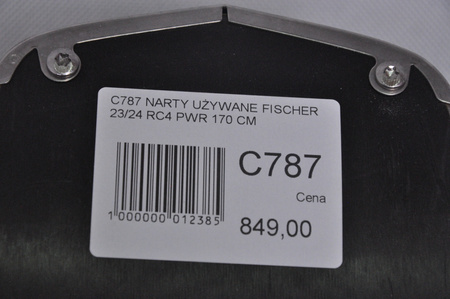 C787 NARTY UŻYWANE FISCHER
23/24 RC4 PWR 170 CM
C787
Cena
1 000000 012385
849,00